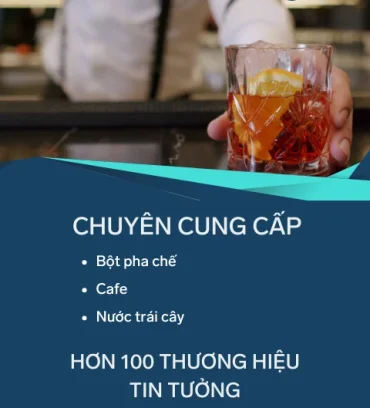 CHUYÊN CUNG CẤP
• Bột pha chế
• Cafe
• Nước trái cây
HƠN 100 THƯƠNG HIỆU
TIN TƯỞNG